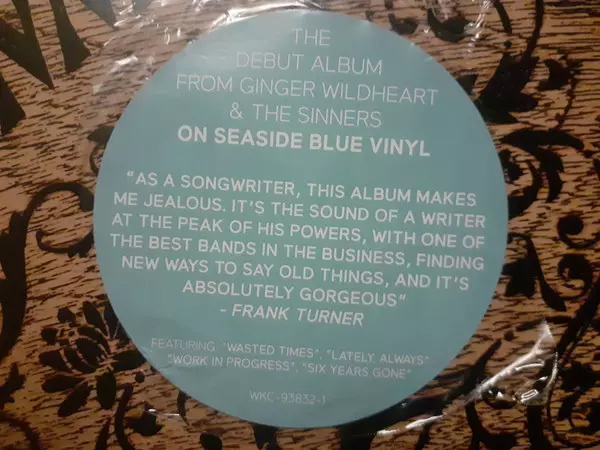 THE
DEBUT ALBUM
FROM GINGER WILDHEART
& THE SINNERS
ON SEASIDE BLUE VINYL
"AS A SONGWRITER, THIS ALBUM MAKES
ME JEALOUS. IT'S THE SOUND OF A WRITER
AT THE PEAK OF HIS POWERS, WITH ONE OF
THE BEST BANDS IN THE BUSINESS, FINDING
NEW WAYS TO SAY OLD THINGS, AND IT'S
ABSOLUTELY GORGEOUS"
- FRANK TURNER
FEATURING "WASTED TIMES", "LATELY, ALWAYS"
"WORK IN PROGRESS", "SIX YEARS GONE"
WKC-93832-1